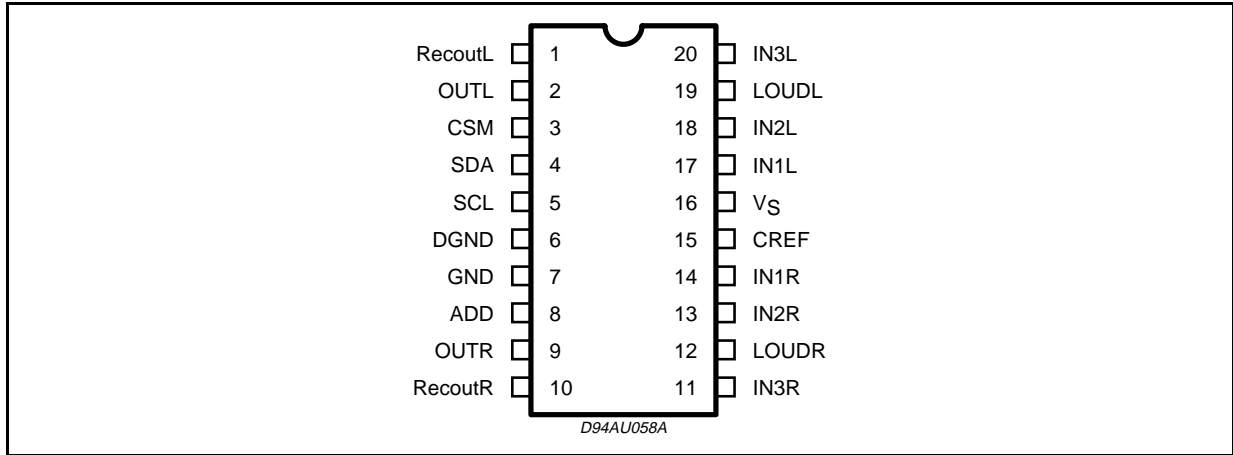 RecoutL 1 20 IN3L
OUTL 2 19 LOUDL
CSM 3 18 IN2L
SDA 4 17 IN1L
SCL 5 16 VS
DGND 6 15 CREF
GND 7 14 IN1R
ADD 8 13 IN2R
OUTR 9 12 LOUDR
RecoutR 10 11 IN3R
D94AU058A